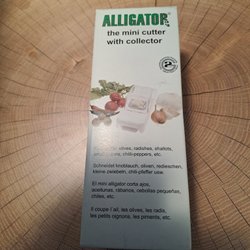 ALLIGATOR
the mini cutter
with collector
olives, radishes, shallots,
chili-peppers, etc.
Schneidet knoblauch, oliven, redieschen,
kleine zwiebeln, chili-pfeffer usw.
El mini alligator corta ajos,
aceitunas, rábanos, cebollas pequeñas,
chiles, etc.
Il coupe l'ail, les olives, les radis,
les petits oignons, les piments, etc.